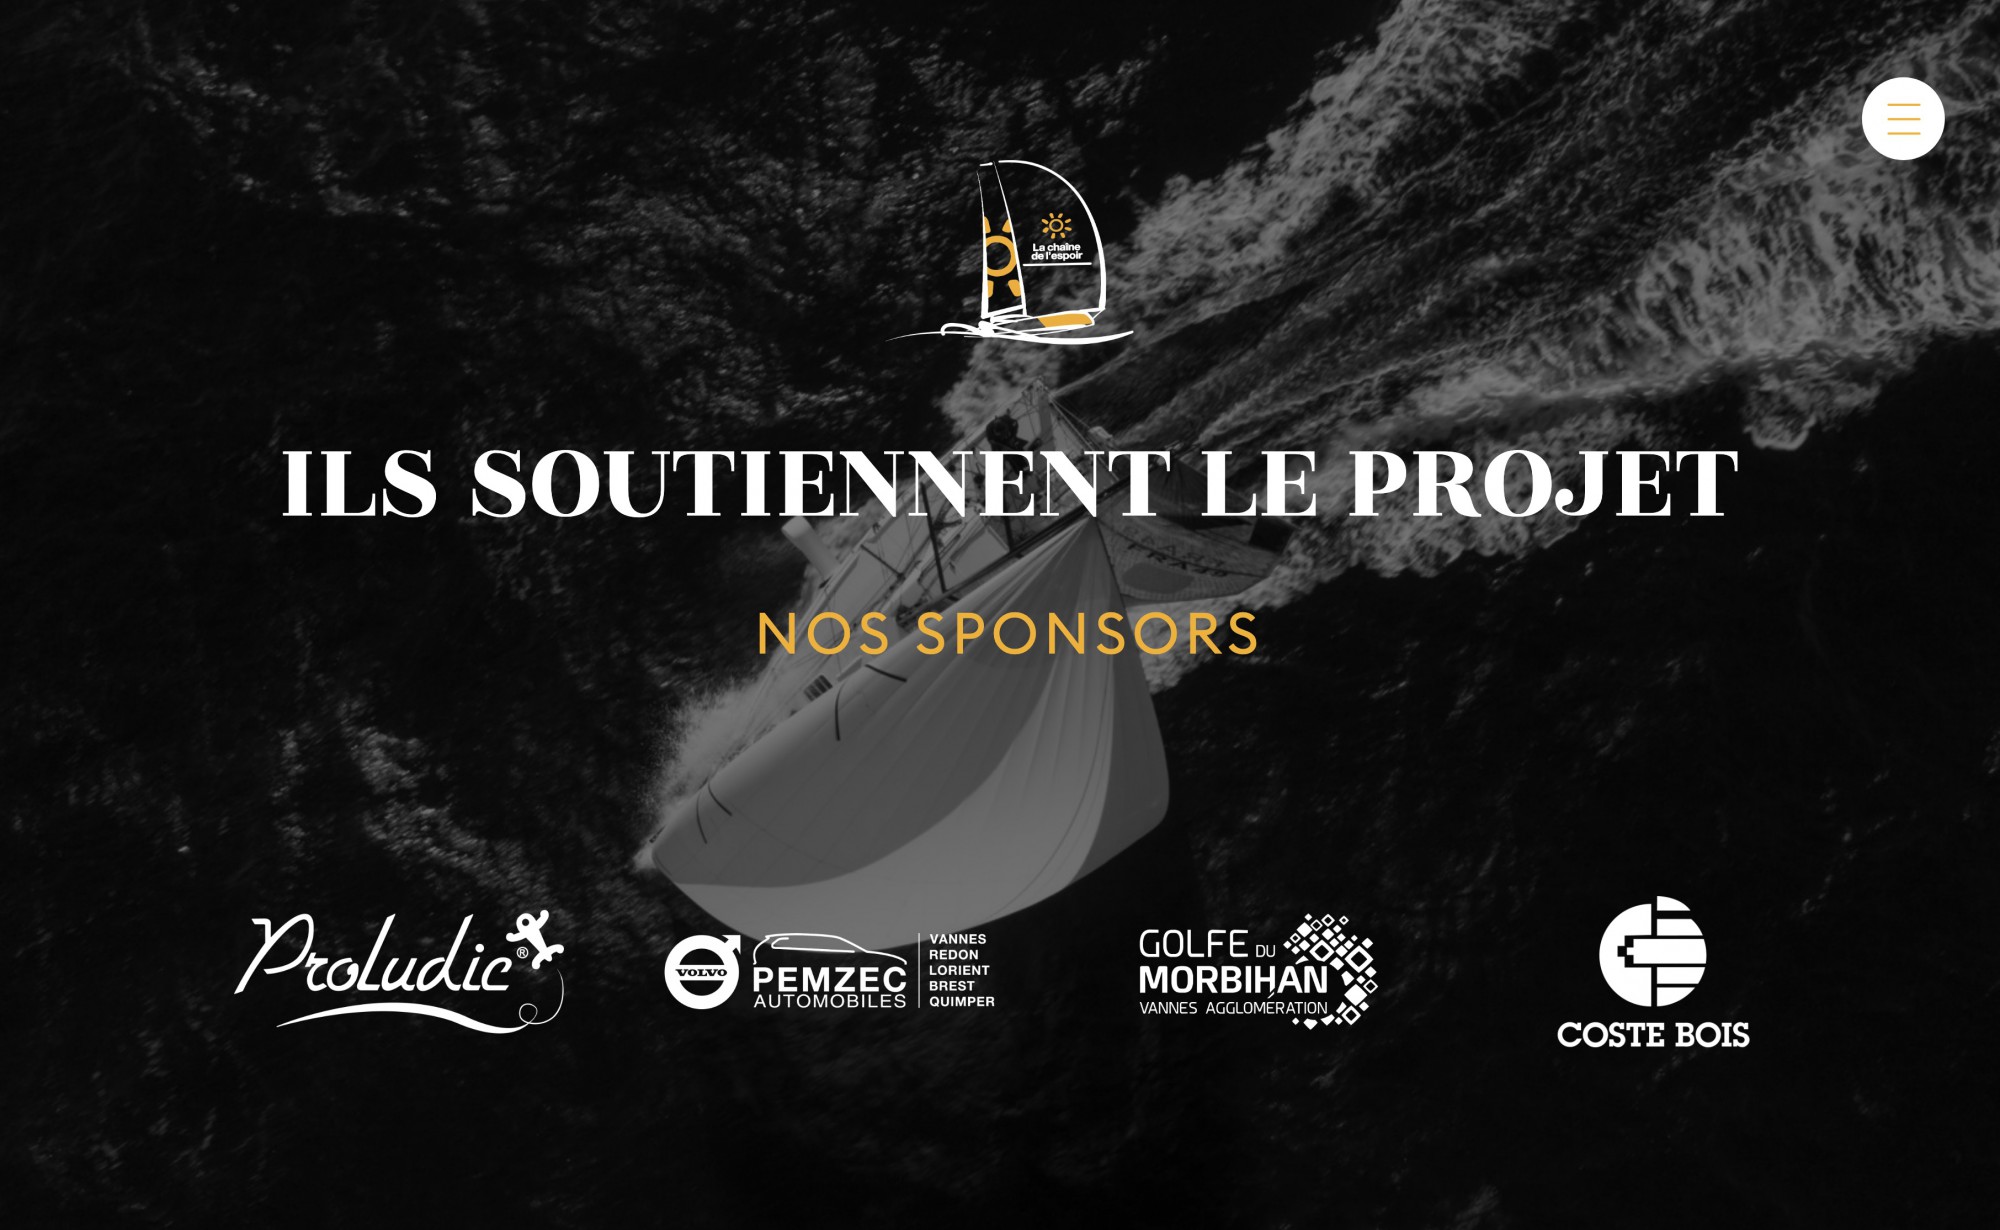 La chaîne
de l'espoir
ILS SOUTIENNENT LE PROJET
NOS SPONSORS
Proludic®
VOLVO
PEMZEC
AUTOMOBILES
VANNES
REDON
LORIENT
BREST
QUIMPER
GOLFE DU
MORBIHAN
VANNES AGGLOMÉRATION
COSTE BOIS